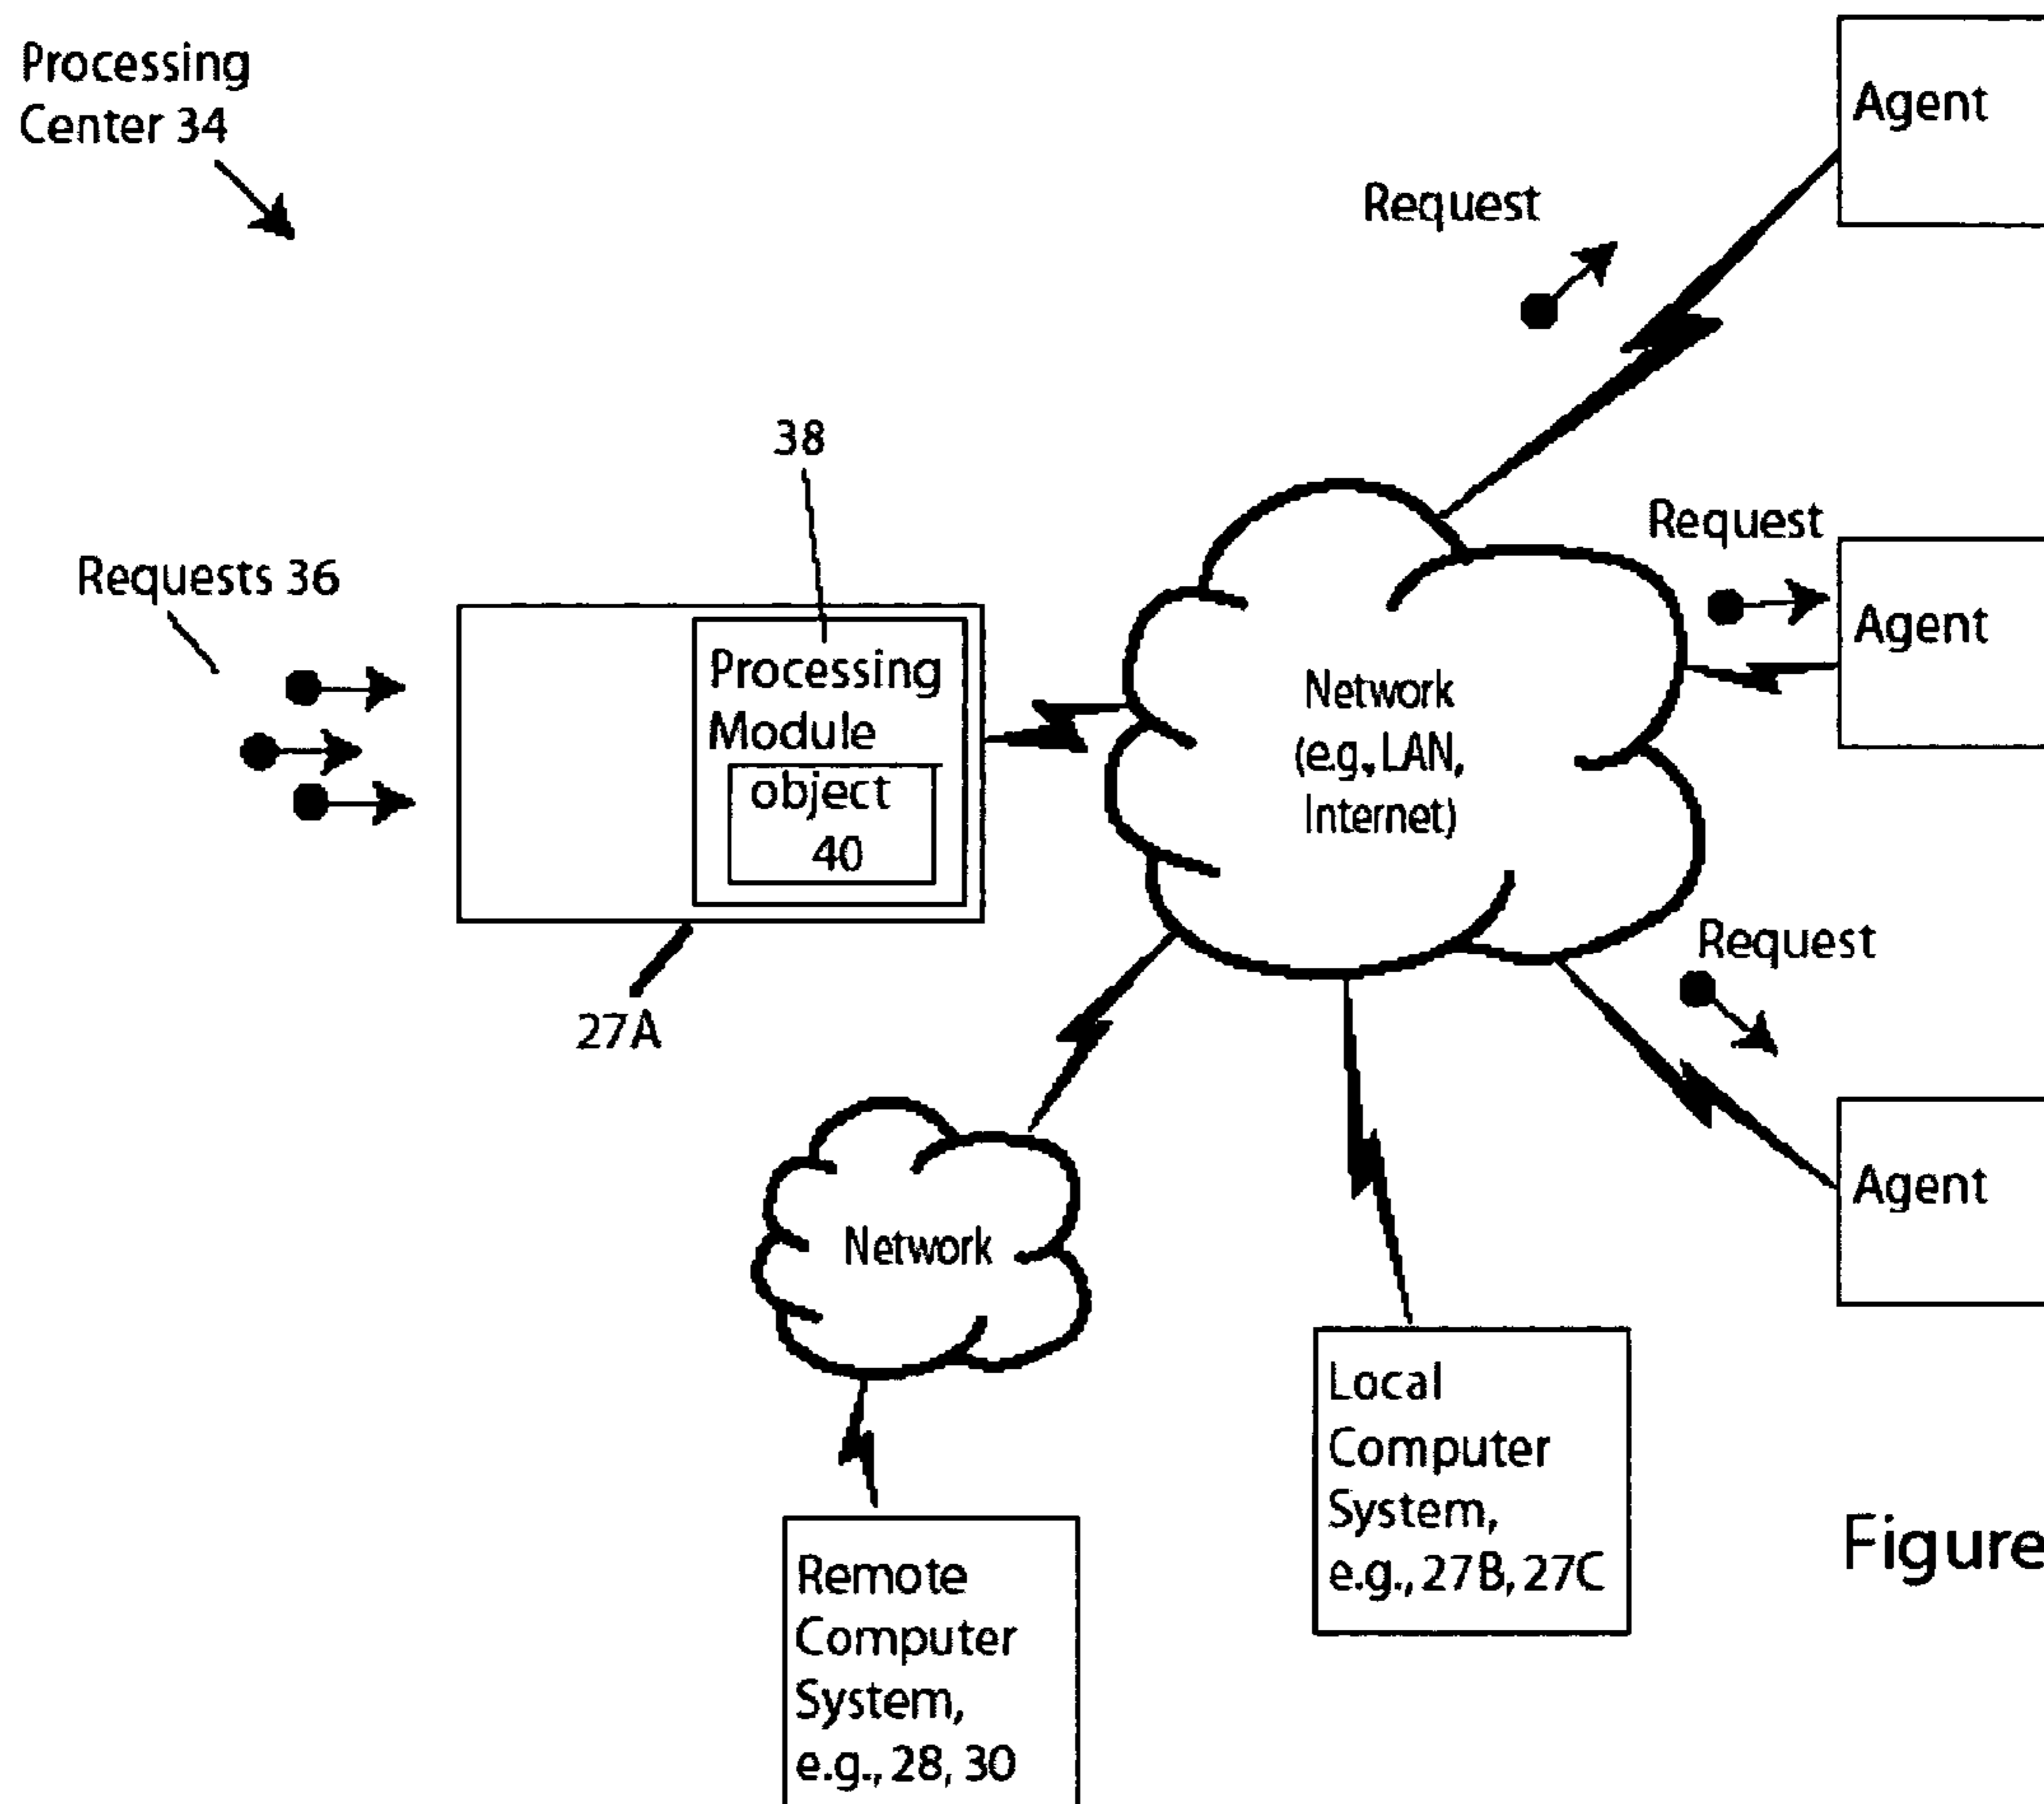 Processing
Center 34
Agent
Request
38
Request
Requests 36
Agent
Processing
Module
object
40
Network
(e.g., LAN,
Internet)
Request
27A
Agent
Network
Local
Computer
System,
e.g., 27B, 27C
Figure
Remote
Computer
System,
e.g., 28, 30